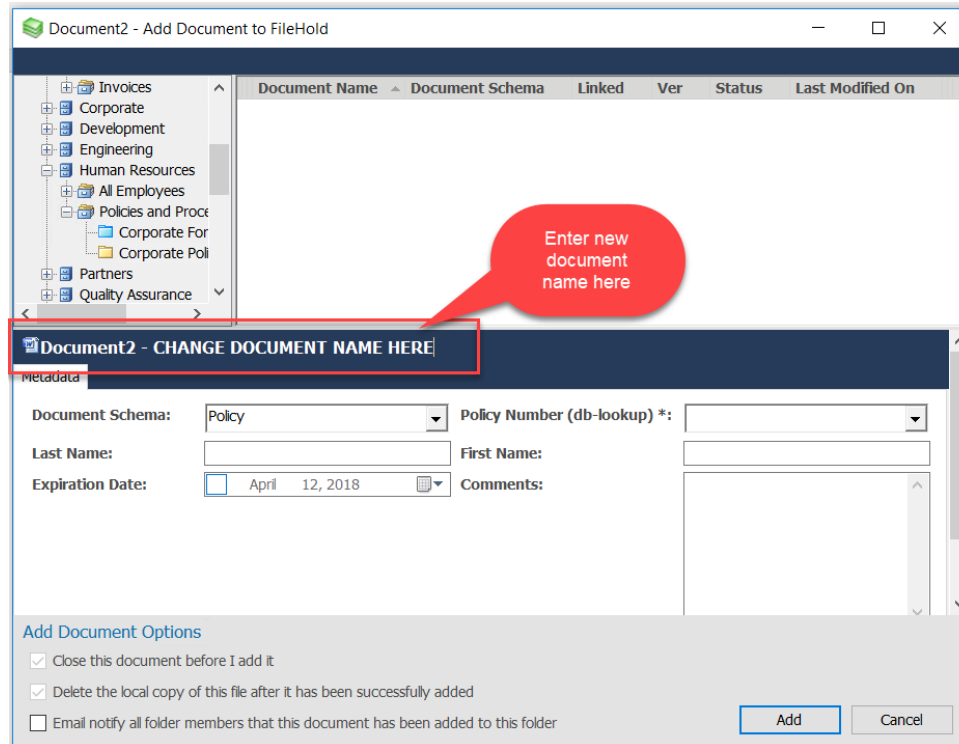 Document2 - Add Document to FileHold
Invoices
Corporate
Development
Engineering
Human Resources
All Employees
Policies and Proce
Corporate For
Corporate Poli
Partners
Quality Assurance
Document Name Document Schema Linked Ver Status Last Modified On
Enter new
document
name here
Document2 - CHANGE DOCUMENT NAME HERE
Metadata
Document Schema: Policy Policy Number (db-lookup) *:
Last Name: First Name:
Expiration Date: April 12, 2018 Comments:
Add Document Options
Close this document before I add it
Delete the local copy of this file after it has been successfully added
Email notify all folder members that this document has been added to this folder
Add Cancel